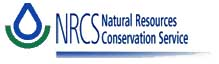 NRCS Natural Resources
Conservation Service